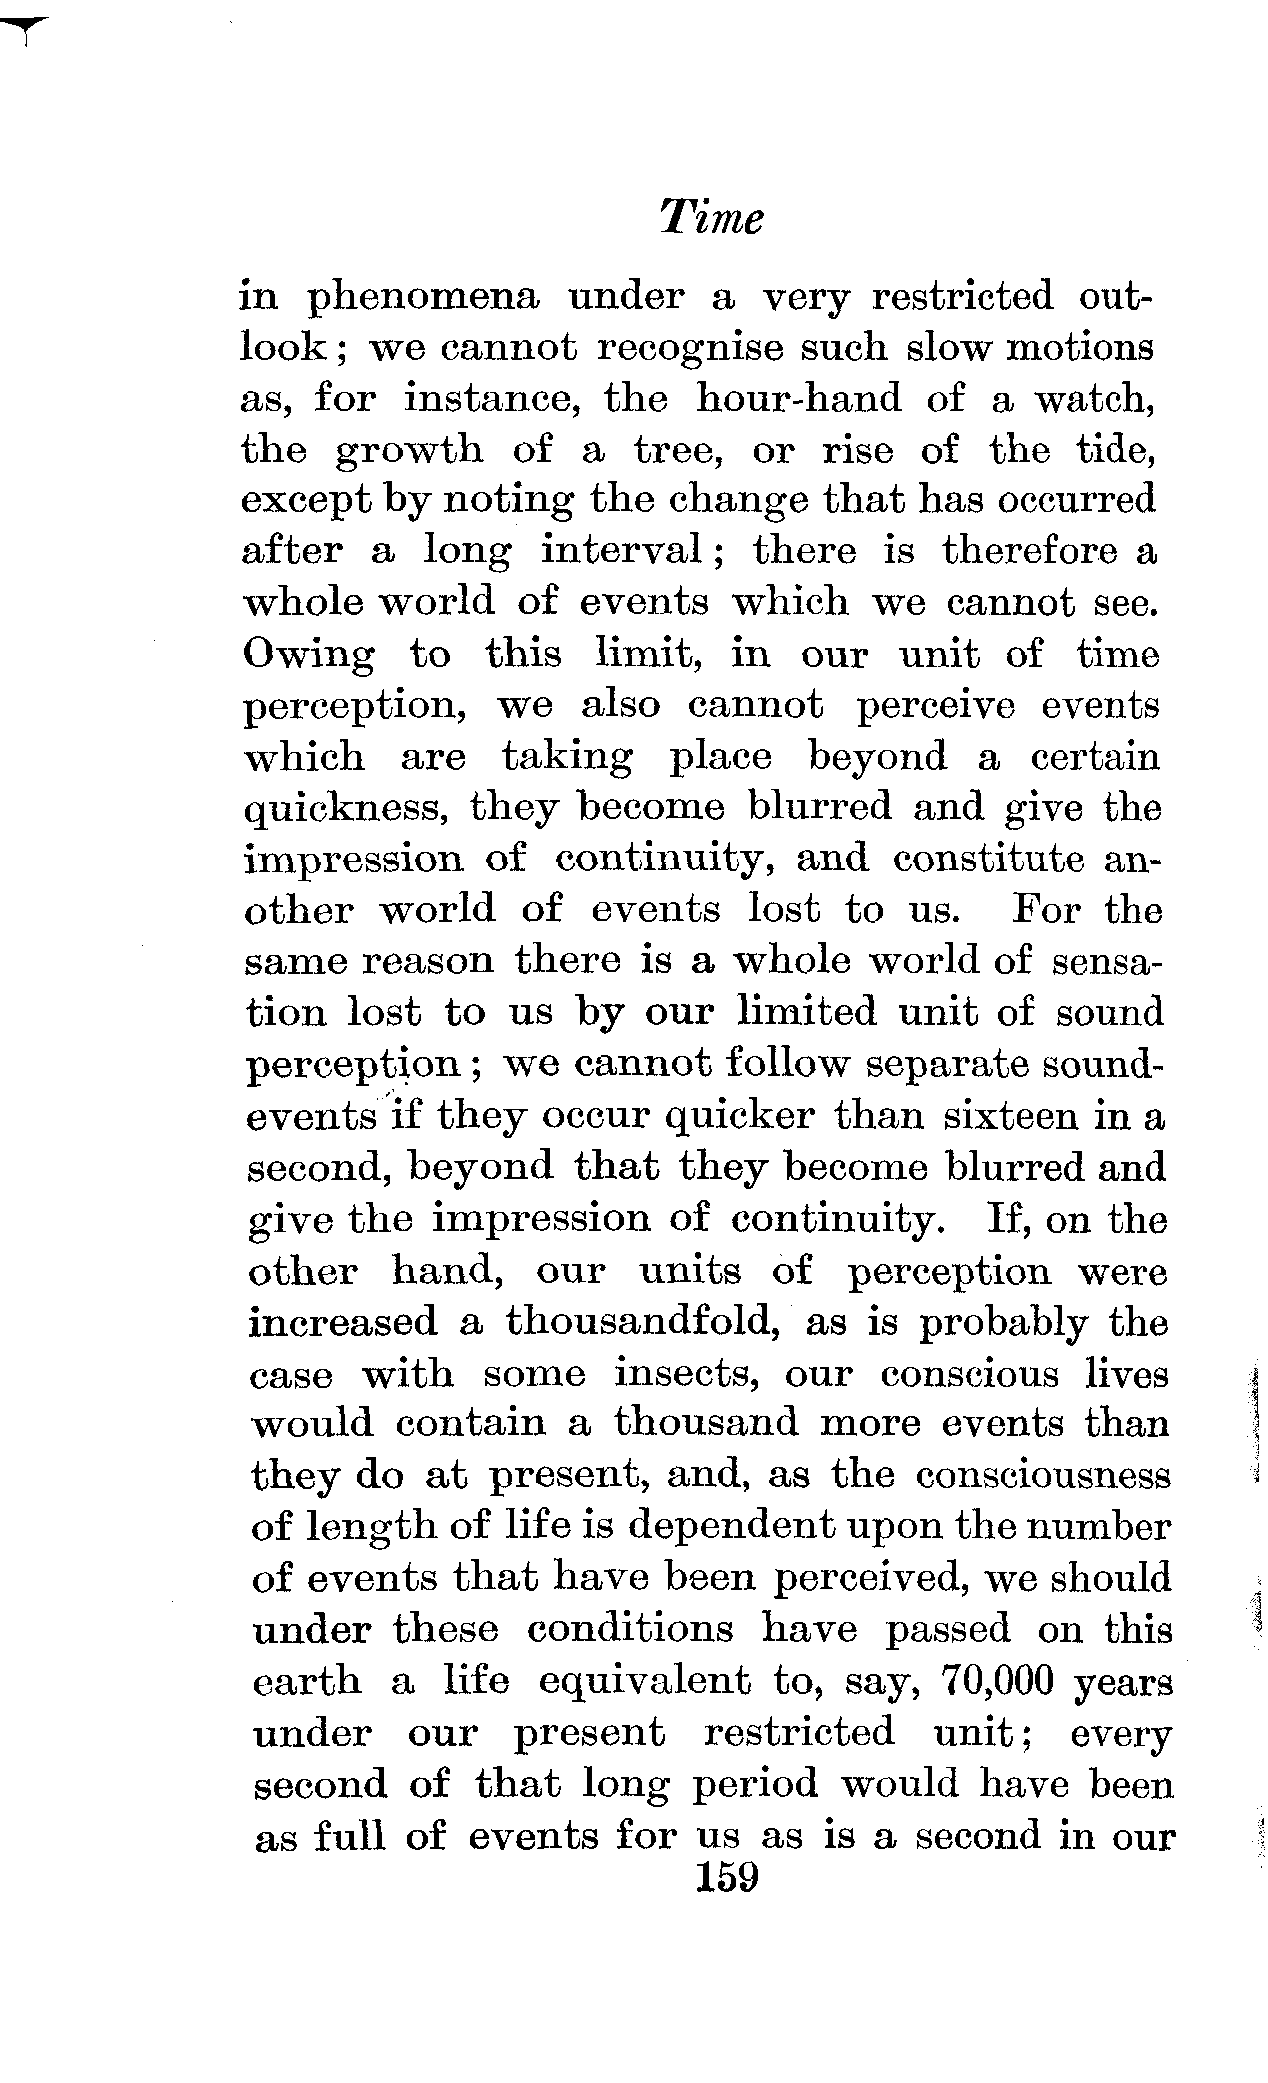 Time
in phenomena under a very restricted out-
look ; we cannot recognise such slow motions
as, for instance, the hour-hand of a watch,
the growth of a tree, or rise of the tide,
except by noting the change that has occurred
after a long interval ; there is therefore a
whole world of events which we cannot see.
Owing to this limit, in our unit of time
perception, we also cannot perceive events
which are taking place beyond a certain
quickness, they become blurred and give the
impression of continuity, and constitute an-
other world of events lost to us. For the
same reason there is a whole world of sensa-
tion lost to us by our limited unit of sound
perception ; we cannot follow separate sound-
events if they occur quicker than sixteen in a
second, beyond that they become blurred and
give the impression of continuity. If, on the
other hand, our units of perception were
increased a thousandfold, as is probably the
case with some insects, our conscious lives
would contain a thousand more events than
they do at present, and, as the consciousness
of length of life is dependent upon the number
of events that have been perceived, we should
under these conditions have passed on this
earth a life equivalent to, say, 70,000 years
under our present restricted unit ; every
second of that long period would have been
as full of events for us as is a second in our
159